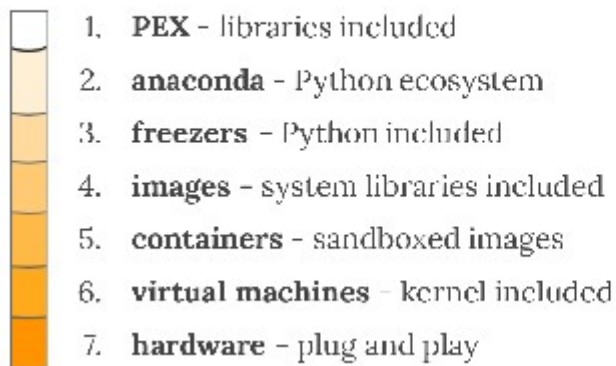 1. PEX – libraries included
2. anaconda – Python ecosystem
3. freezers – Python included
4. images – system libraries included
5. containers – sandboxed images
6. virtual machines – kernel included
7. hardware – plug and play